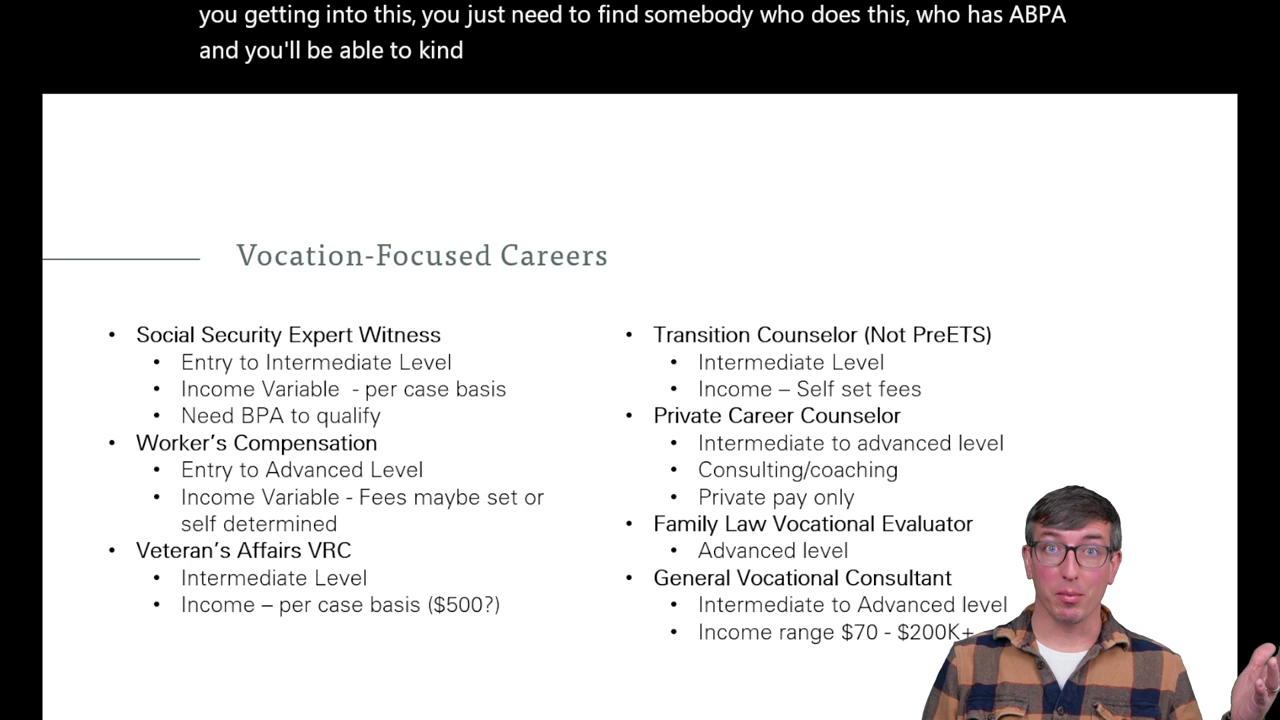 you getting into this, you just need to find somebody who does this, who has ABPA
and you'll be able to kind
Vocation-Focused Careers
• Social Security Expert Witness
• Entry to Intermediate Level
• Income Variable - per case basis
• Need BPA to qualify
• Worker's Compensation
• Entry to Advanced Level
• Income Variable - Fees maybe set or
self determined
• Veteran's Affairs VRC
• Intermediate Level
• Income – per case basis ($500?)
• Transition Counselor (Not PreETS)
• Intermediate Level
• Income – Self set fees
• Private Career Counselor
• Intermediate to advanced level
• Consulting/coaching
• Private pay only
• Family Law Vocational Evaluator
• Advanced level
• General Vocational Consultant
• Intermediate to Advanced level
• Income range $70 - $200K+